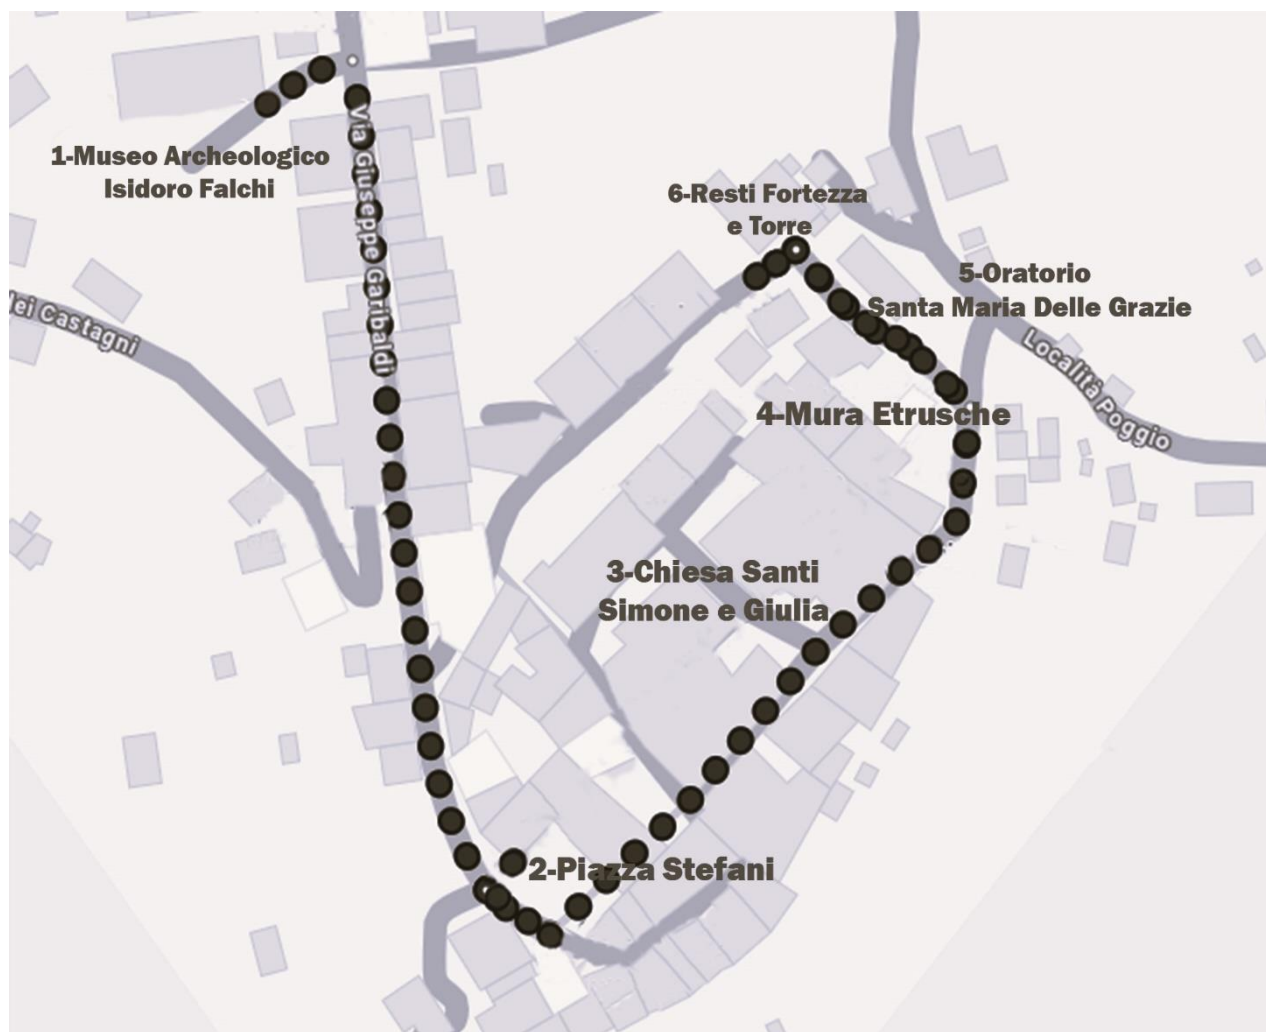 Via Giuseppe Garibaldi
1-Museo Archeologico
Isidoro Falchi
6-Resti Fortezza
e Torre
5-Oratorio
Santa Maria Delle Grazie
dei Castagni
Località Poggio
4-Mura Etrusche
3-Chiesa Santi
Simone e Giulia
2-Piazza Stefani